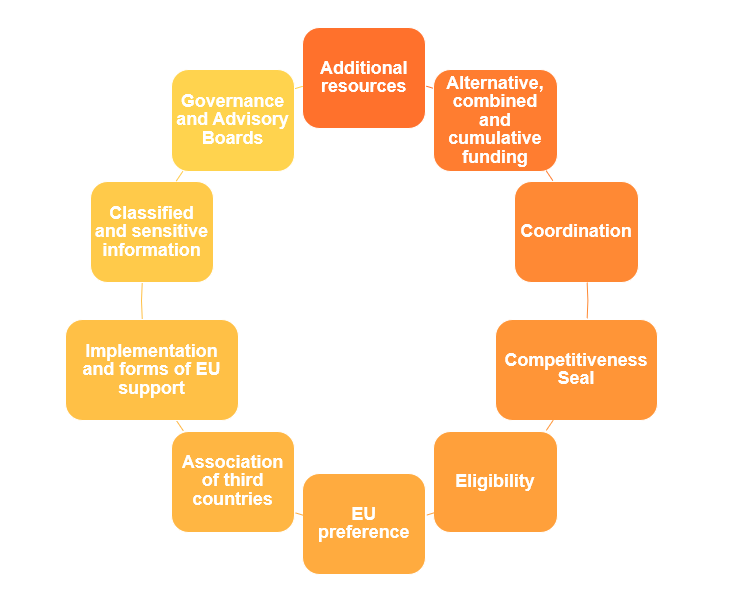 Additional
resources
Alternative,
combined
and
cumulative
funding
Coordination
Competitiveness
Seal
Eligibility
EU
preference
Association
of third
countries
Implementation
and forms of EU
support
Classified
and sensitive
information
Governance
and Advisory
Boards